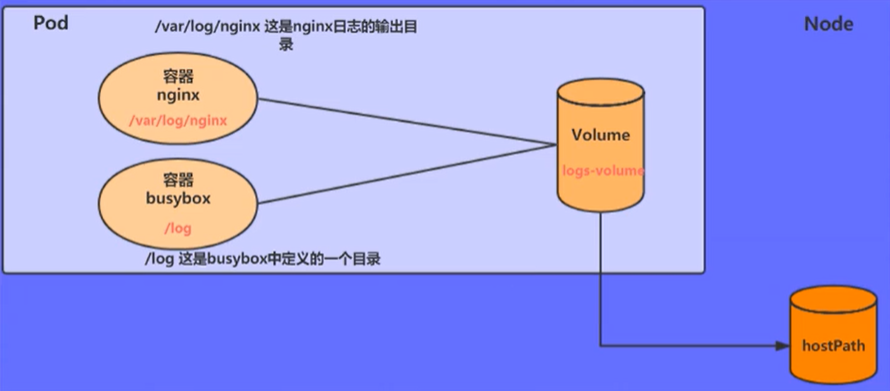 Pod
/var/log/nginx 这是nginx日志的输出目
录
Node
容器
nginx
/var/log/nginx
Volume
logs-volume
容器
busybox
/log
/log 这是busybox中定义的一个目录
hostPath